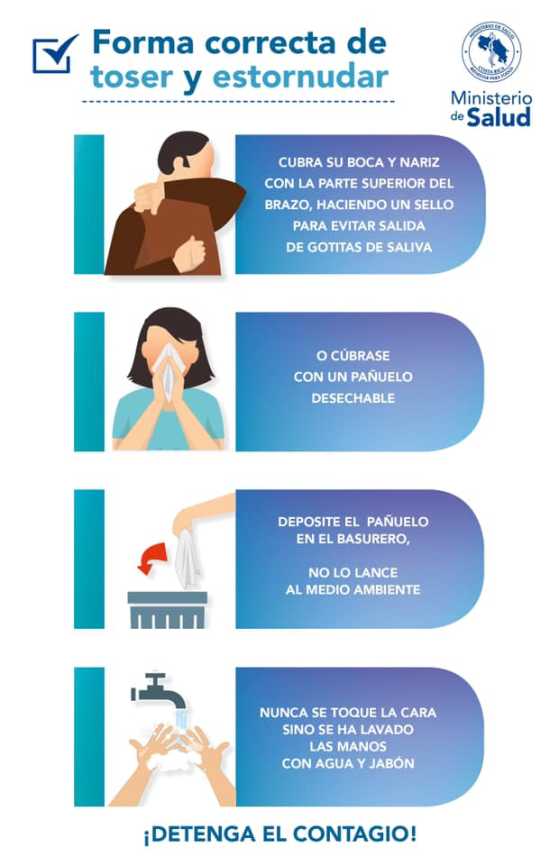 Forma correcta de
toser y estornudar
MINISTERIO DE SALUD
COSTA RICA
Ministerio
de Salud
CUBRA SU BOCA Y NARIZ
CON LA PARTE SUPERIOR DEL
BRAZO, HACIENDO UN SELLO
PARA EVITAR SALIDA
DE GOTITAS DE SALIVA
O CÚBRASE
CON UN PAÑUELO
DESECHABLE
DEPOSITE EL PAÑUELO
EN EL BASURERO,
NO LO LANCE
AL MEDIO AMBIENTE
NUNCA SE TOQUE LA CARA
SINO SE HA LAVADO
LAS MANOS
CON AGUA Y JABÓN
¡DETENGA EL CONTAGIO!